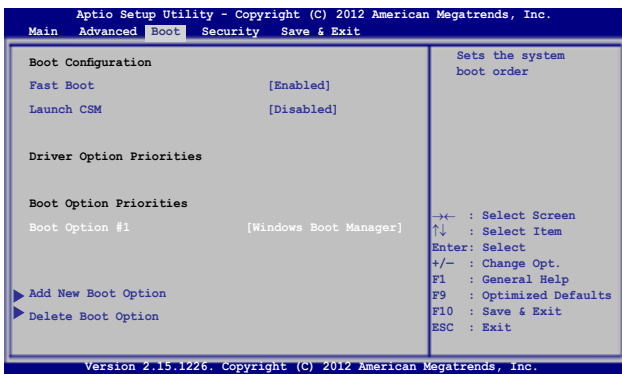 Aptio Setup Utility - Copyright (C) 2012 American Megatrends, Inc.
Main Advanced Boot Security Save & Exit
Boot Configuration
Fast Boot [Enabled]
Launch CSM [Disabled]
Driver Option Priorities
Boot Option Priorities
Boot Option #1 [Windows Boot Manager]
Add New Boot Option
Delete Boot Option
Sets the system
boot order
→← : Select Screen
↑↓ : Select Item
Enter: Select
+/— : Change Opt.
F1 : General Help
F9 : Optimized Defaults
F10 : Save & Exit
ESC : Exit
Version 2.15.1226. Copyright (C) 2012 American Megatrends, Inc.